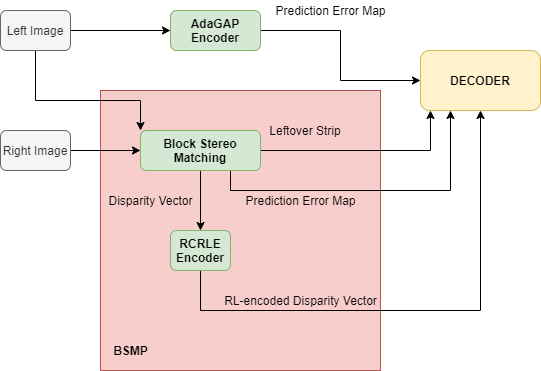 Prediction Error Map
Left Image
AdaGAP
Encoder
DECODER
Leftover Strip
Right Image
Block Stereo
Matching
Disparity Vector
Prediction Error Map
RCRLE
Encoder
RL-encoded Disparity Vector
BSMP